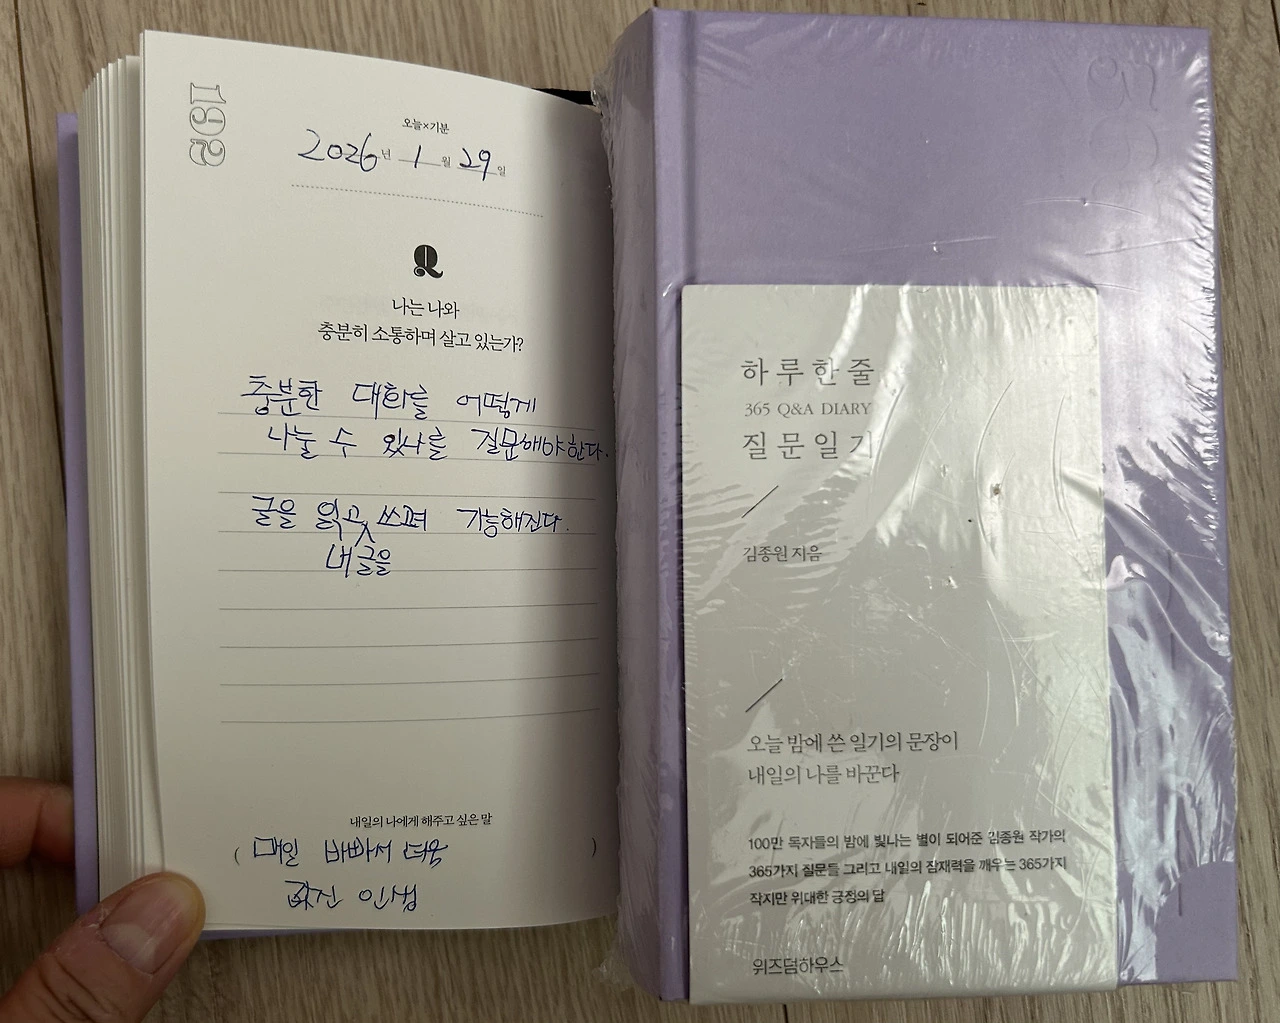 192
오늘×기분
2026년 1월 29일
Q
나는 나와
충분히 소통하며 살고 있는가?
충분한 대화를 어떻게
나눌 수 있나를 질문해야한다.
글을 읽고 쓰며 가능해진다.
내 글을
내일의 나에게 해주고 싶은 말
( 매일 바빠서 더욱 )
멋진 인생
하루 한 줄
365 Q&A DIARY
질문일기
김종원 지음
오늘 밤에 쓴 일기의 문장이
내일의 나를 바꾼다
100만 독자들의 밤에 빛나는 별이 되어준 김종원 작가의
365가지 질문들 그리고 내일의 잠재력을 깨우는 365가지
작지만 위대한 긍정의 답
위즈덤하우스